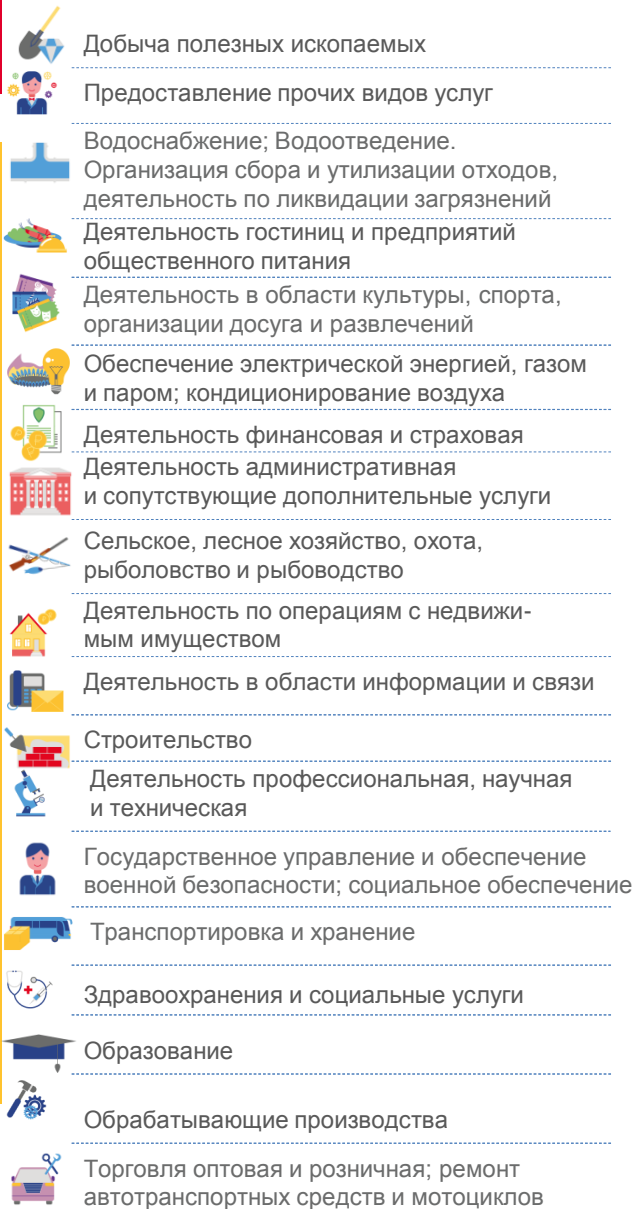 Добыча полезных ископаемых
Предоставление прочих видов услуг
Водоснабжение; Водоотведение.
Организация сбора и утилизации отходов,
деятельность по ликвидации загрязнений
Деятельность гостиниц и предприятий
общественного питания
Деятельность в области культуры, спорта,
организации досуга и развлечений
Обеспечение электрической энергией, газом
и паром; кондиционирование воздуха
Деятельность финансовая и страховая
Деятельность административная
и сопутствующие дополнительные услуги
Сельское, лесное хозяйство, охота,
рыболовство и рыбоводство
Деятельность по операциям с недвижи-
мым имуществом
Деятельность в области информации и связи
Строительство
Деятельность профессиональная, научная
и техническая
Государственное управление и обеспечение
военной безопасности; социальное обеспечение
Транспортировка и хранение
Здравоохранения и социальные услуги
Образование
Обрабатывающие производства
Торговля оптовая и розничная; ремонт
автотранспортных средств и мотоциклов